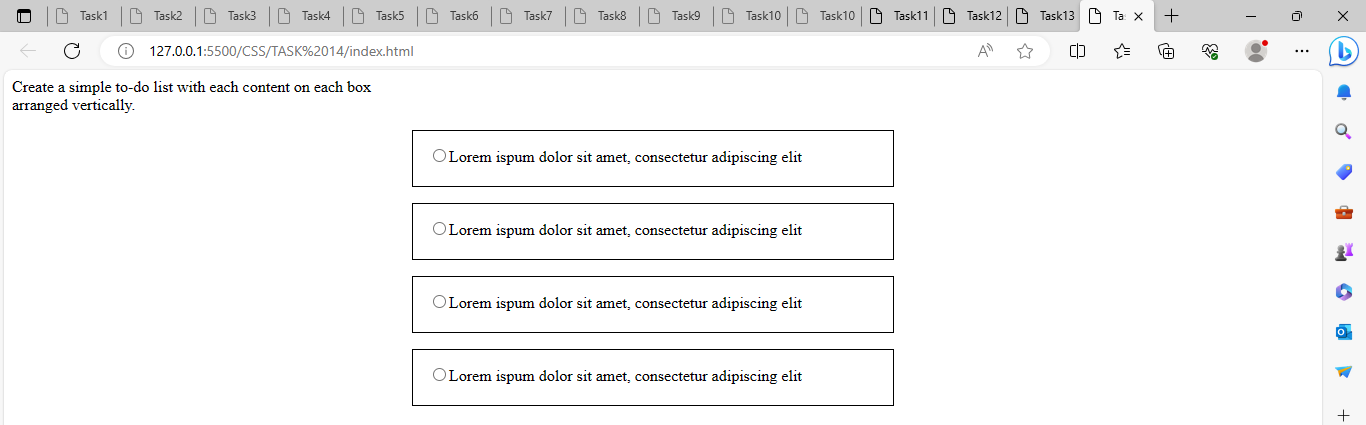 Task1 Task2 Task3 Task4 Task5 Task6 Task7 Task8 Task9 Task10 Task10 Task11 Task12 Task13 Ta
127.0.0.1:5500/CSS/TASK%2014/index.html
Create a simple to-do list with each content on each box
arranged vertically.
Lorem ispum dolor sit amet, consectetur adipiscing elit
Lorem ispum dolor sit amet, consectetur adipiscing elit
Lorem ispum dolor sit amet, consectetur adipiscing elit
Lorem ispum dolor sit amet, consectetur adipiscing elit